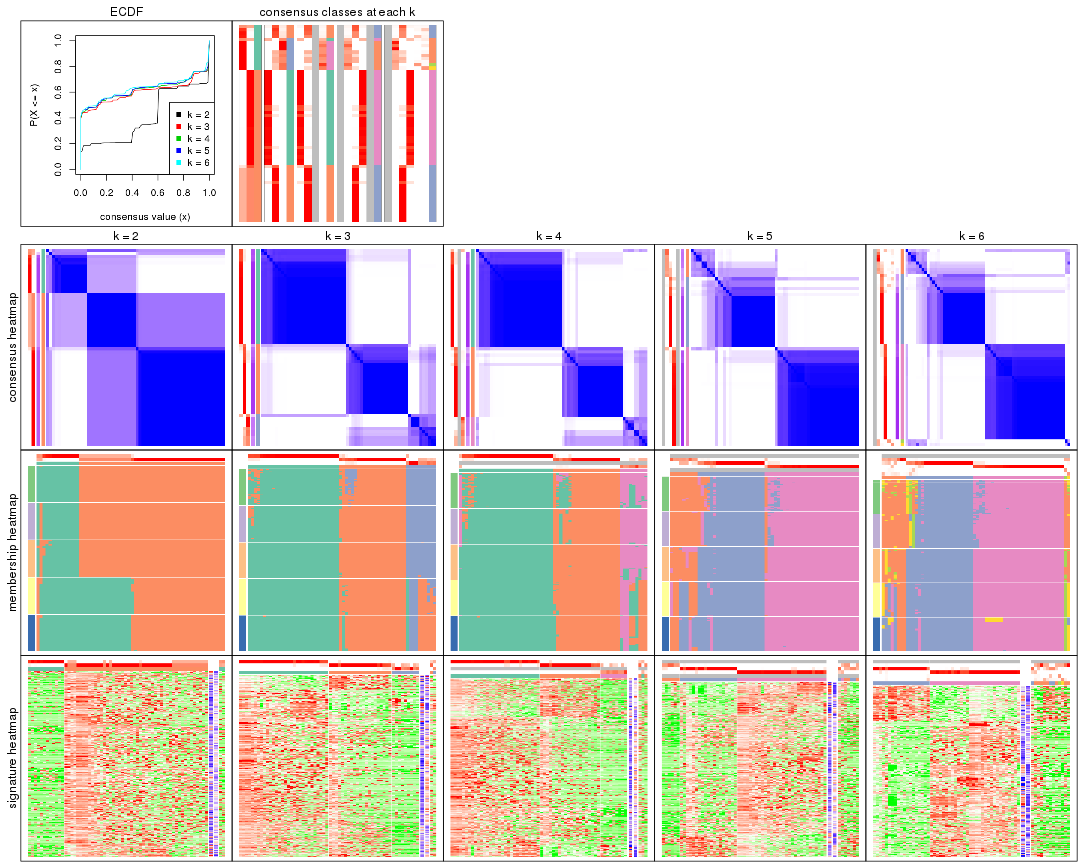 ECDF
consensus classes at each k
P(X <= x)
0.0 0.2 0.4 0.6 0.8 1.0
k = 2
k = 3
k = 4
k = 5
k = 6
0.0 0.2 0.4 0.6 0.8 1.0
consensus value (x)
k = 2 k = 3 k = 4 k = 5 k = 6
consensus heatmap
membership heatmap
signature heatmap